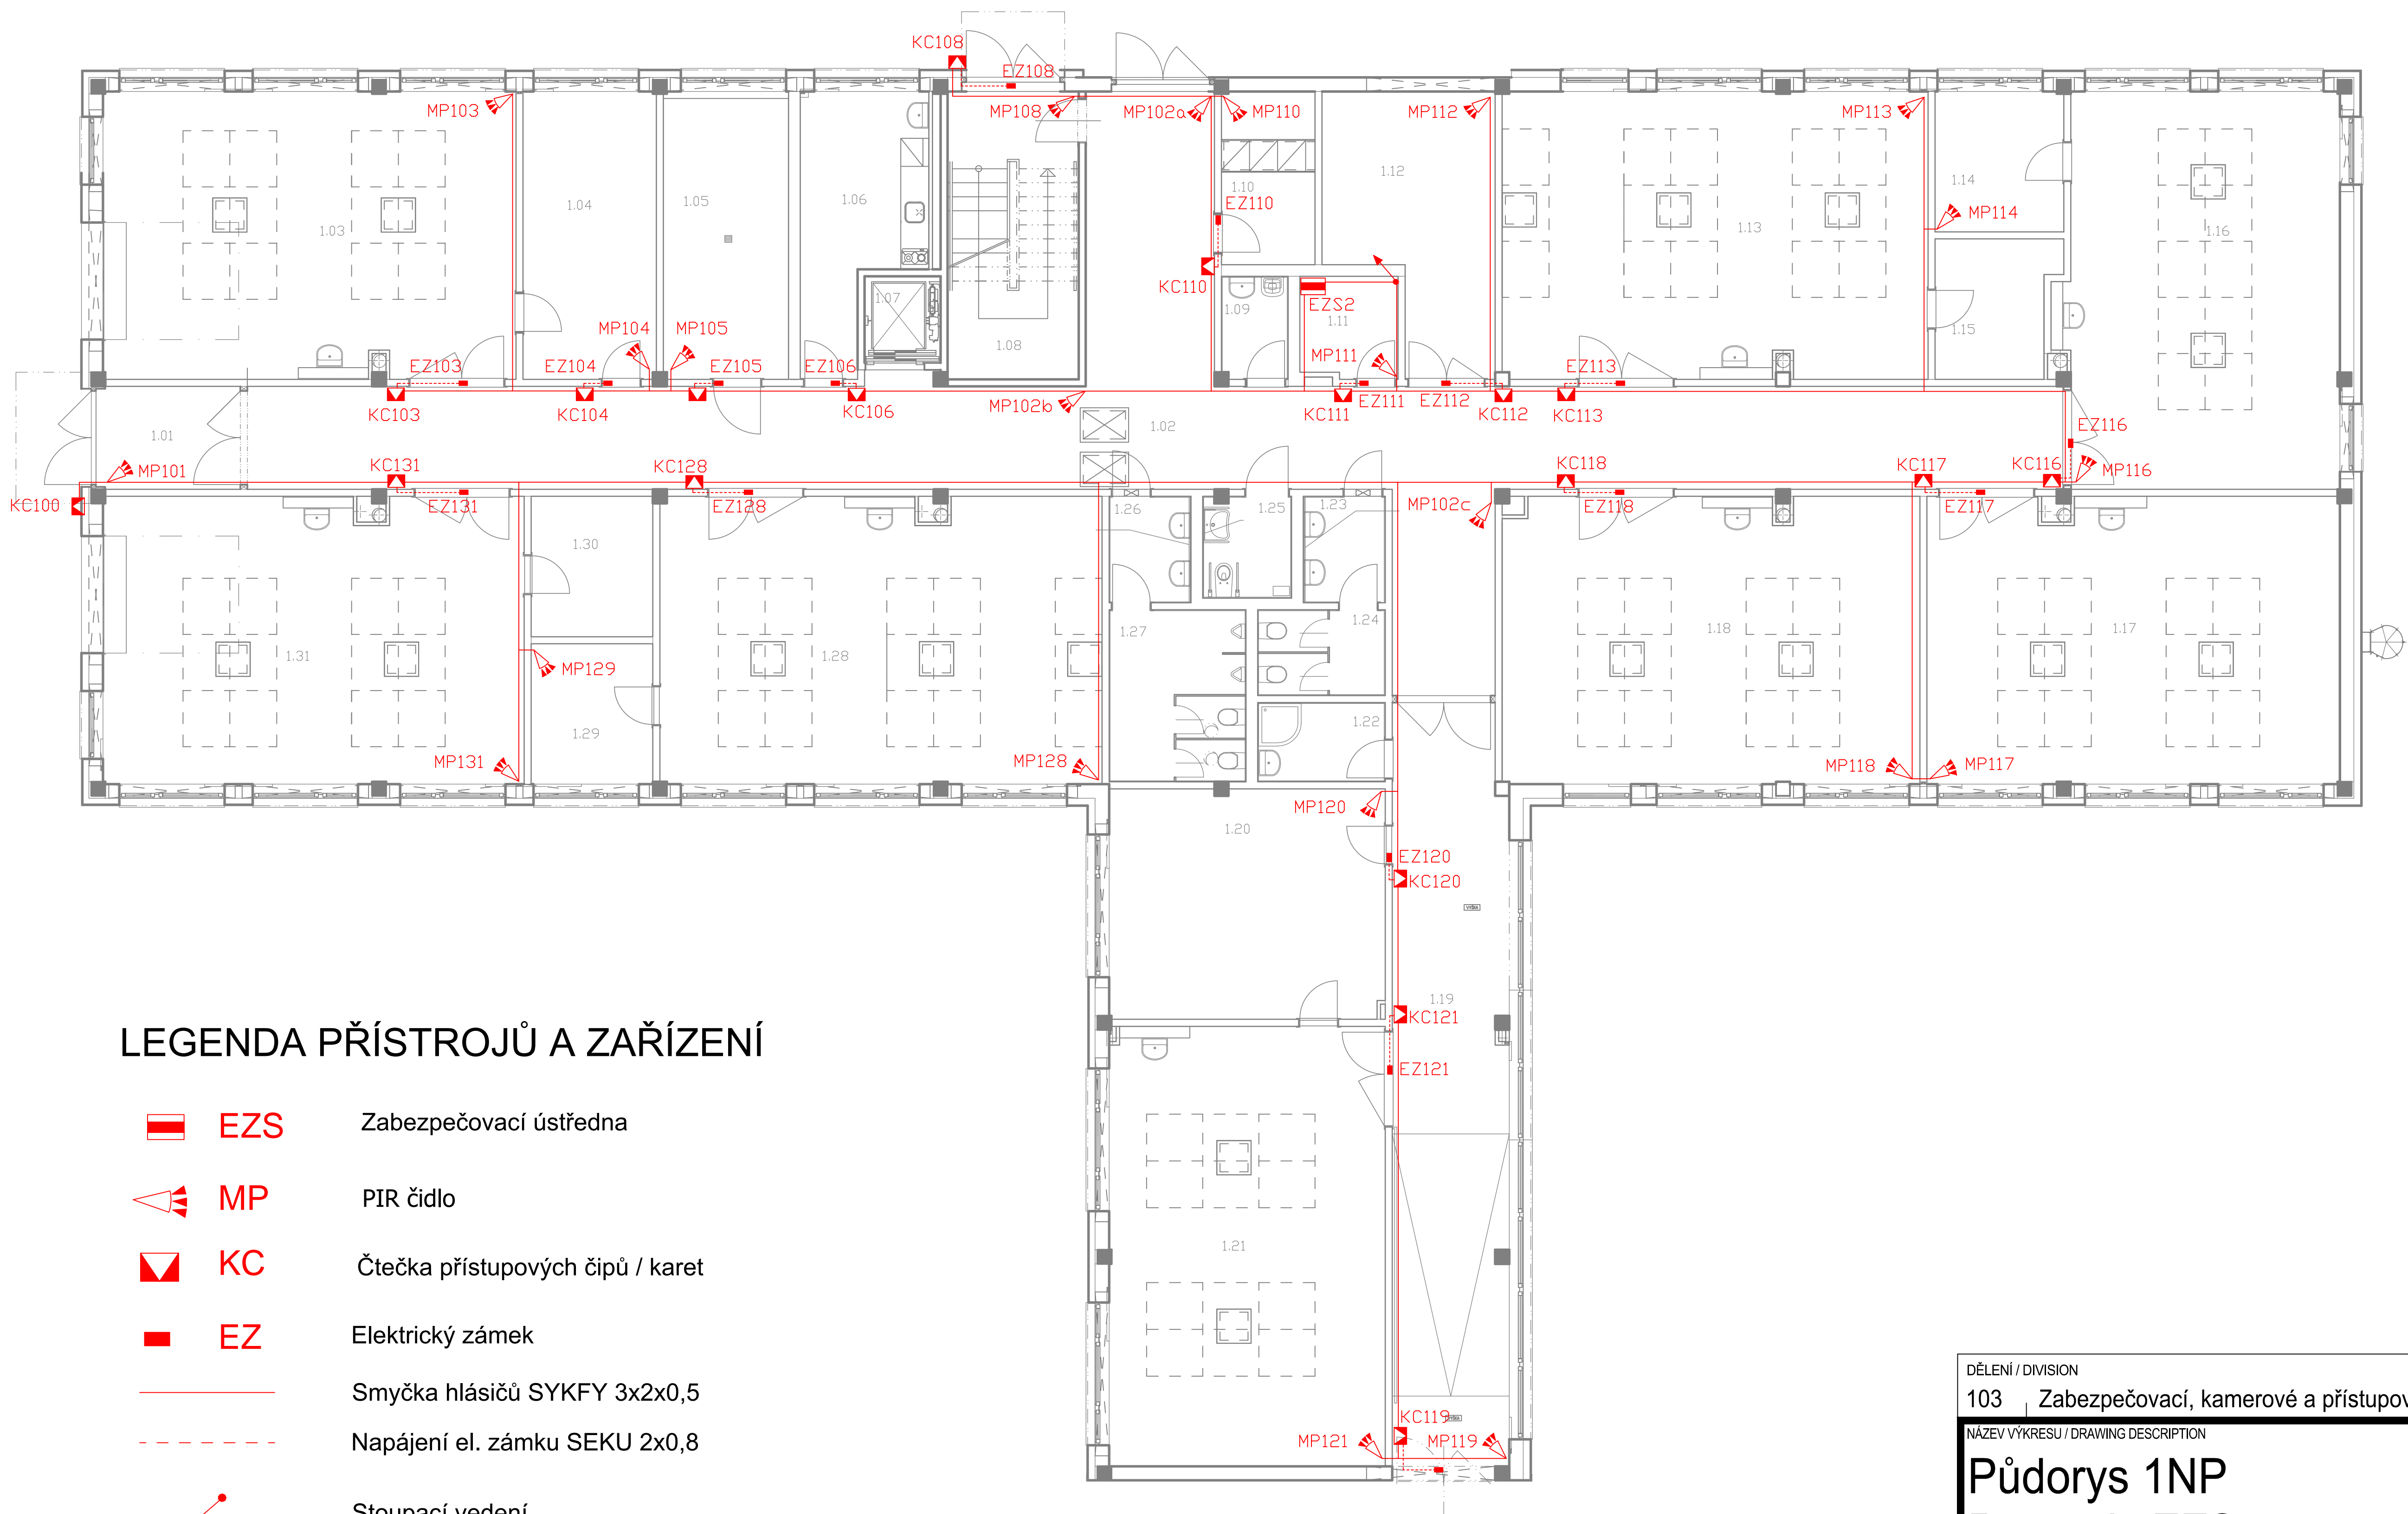 KC108
EZ108
MP103
MP108
MP102a
MP110
MP112
MP113
1.12
1.14
MP114
1.10
EZ110
1.03
1.04
1.05
1.06
1.13
1.16
KC110
1.07
EZS2
1.09
1.11
MP104
MP105
1.08
1.15
EZ103
EZ104
EZ105
EZ106
MP111
EZ113
KC103
KC104
KC106
MP102b
KC111
EZ111
EZ112
KC112
KC113
1.01
1.02
EZ116
MP101
KC131
KC128
KC118
KC117
KC116
MP116
KC100
EZ131
EZ128
1.26
1.25
1.23
MP102c
EZ118
EZ117
1.30
1.31
MP129
1.28
1.27
1.24
1.18
1.17
1.29
1.22
MP131
MP128
MP118
MP117
MP120
1.20
EZ120
KC120
1.19
KC121
EZ121
1.21
KC119
MP121
MP119
LEGENDA PŘÍSTROJŮ A ZAŘÍZENÍ
EZS Zabezpečovací ústředna
MP PIR čidlo
KC Čtečka přístupových čipů / karet
EZ Elektrický zámek
Smyčka hlásičů SYKFY 3x2x0,5
Napájení el. zámku SEKU 2x0,8
Stoupací vedení
DĚLENÍ / DIVISION
103 Zabezpečovací, kamerové a přístupov
NÁZEV VÝKRESU / DRAWING DESCRIPTION
Půdorys 1NP